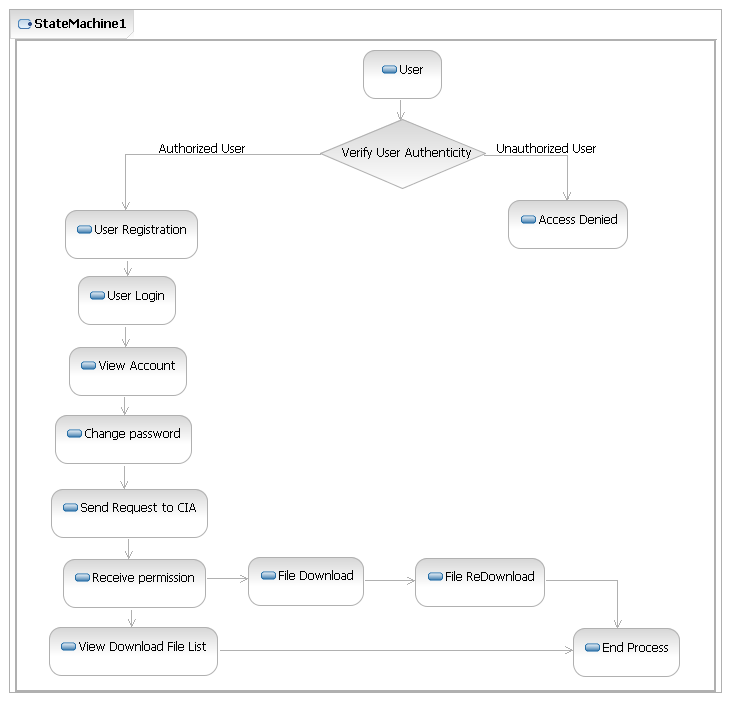 StateMachine1
User
Verify User Authenticity
Authorized User
Unauthorized User
Access Denied
User Registration
User Login
View Account
Change password
Send Request to CIA
Receive permission
File Download
File ReDownload
View Download File List
End Process